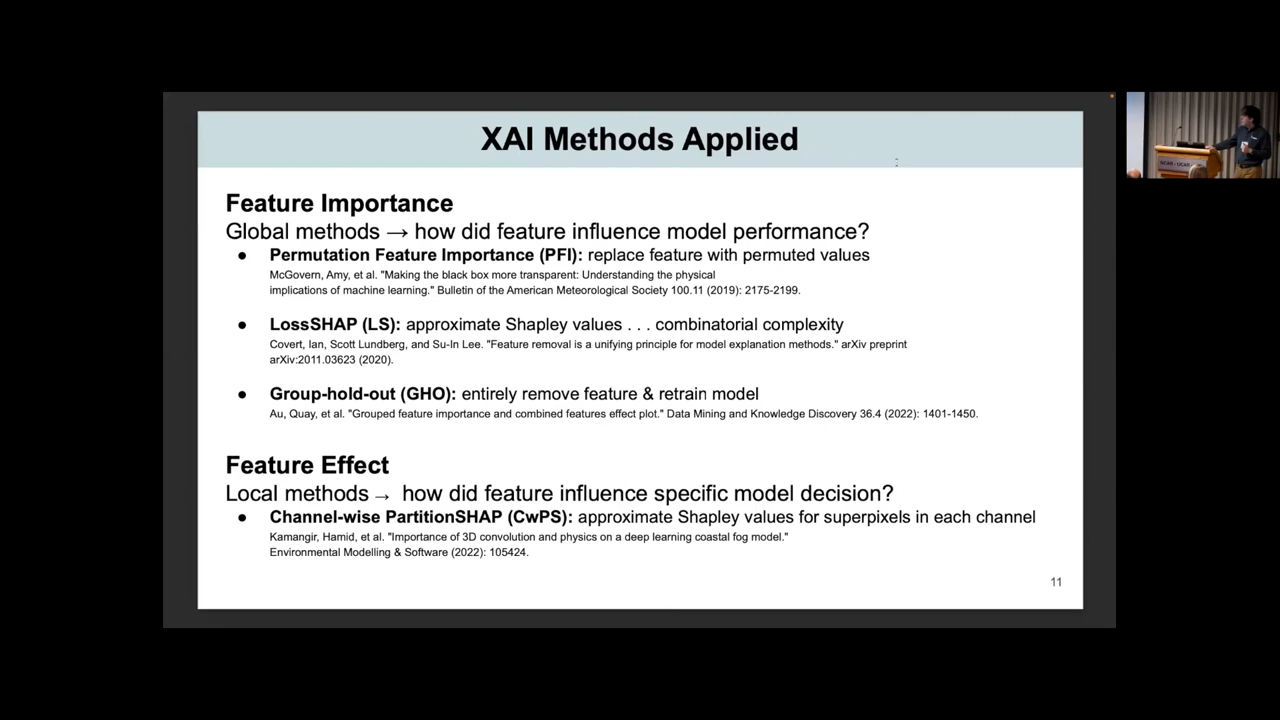 XAI Methods Applied
Feature Importance
Global methods → how did feature influence model performance?
● Permutation Feature Importance (PFI): replace feature with permuted values
McGovern, Amy, et al. "Making the black box more transparent: Understanding the physical
implications of machine learning." Bulletin of the American Meteorological Society 100.11 (2019): 2175-2199.
● LossSHAP (LS): approximate Shapley values . . . combinatorial complexity
Covert, Ian, Scott Lundberg, and Su-In Lee. "Feature removal is a unifying principle for model explanation methods." arXiv preprint
arXiv:2011.03623 (2020).
● Group-hold-out (GHO): entirely remove feature & retrain model
Au, Quay, et al. "Grouped feature importance and combined features effect plot." Data Mining and Knowledge Discovery 36.4 (2022): 1401-1450.
Feature Effect
Local methods → how did feature influence specific model decision?
● Channel-wise PartitionSHAP (CwPS): approximate Shapley values for superpixels in each channel
Kamangir, Hamid, et al. "Importance of 3D convolution and physics on a deep learning coastal fog model."
Environmental Modelling & Software (2022): 105424.
11